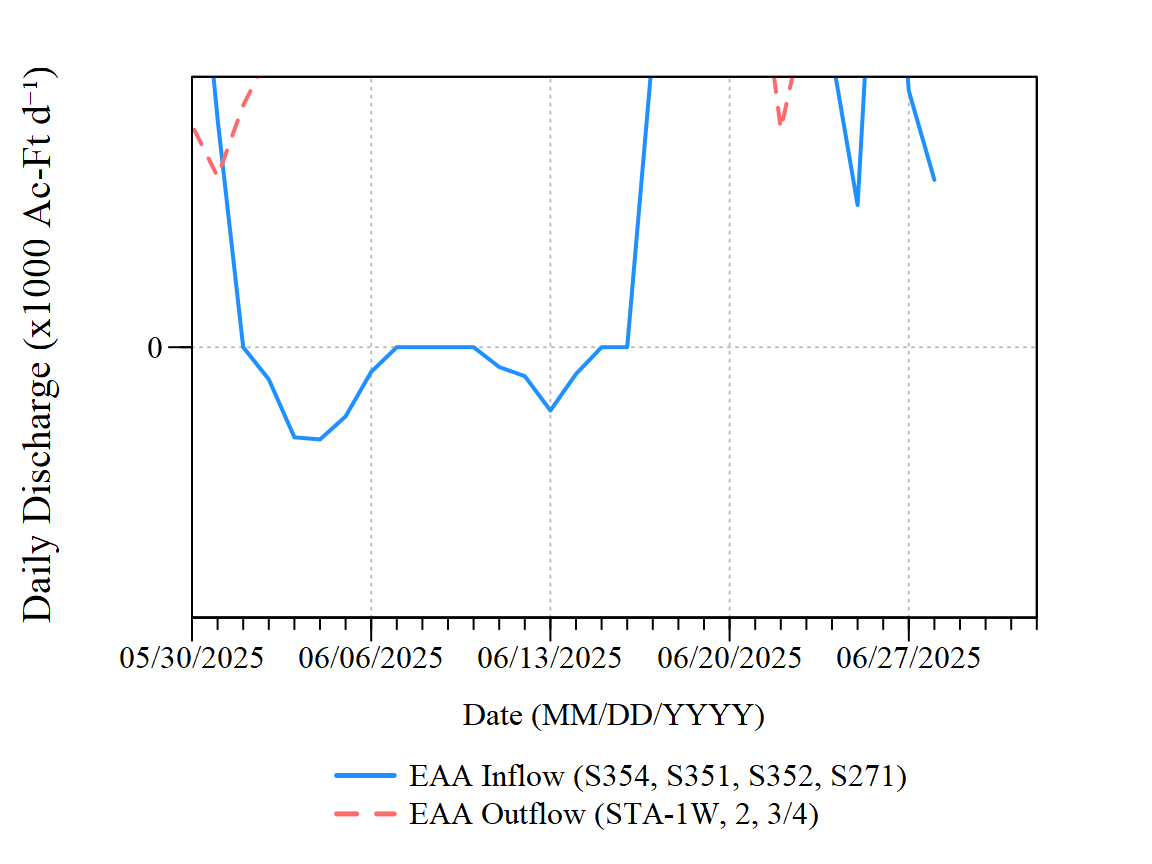 Daily Discharge (x1000 Ac-Ft d⁻¹)
0
05/30/2025 06/06/2025 06/13/2025 06/20/2025 06/27/2025
Date (MM/DD/YYYY)
EAA Inflow (S354, S351, S352, S271)
EAA Outflow (STA-1W, 2, 3/4)